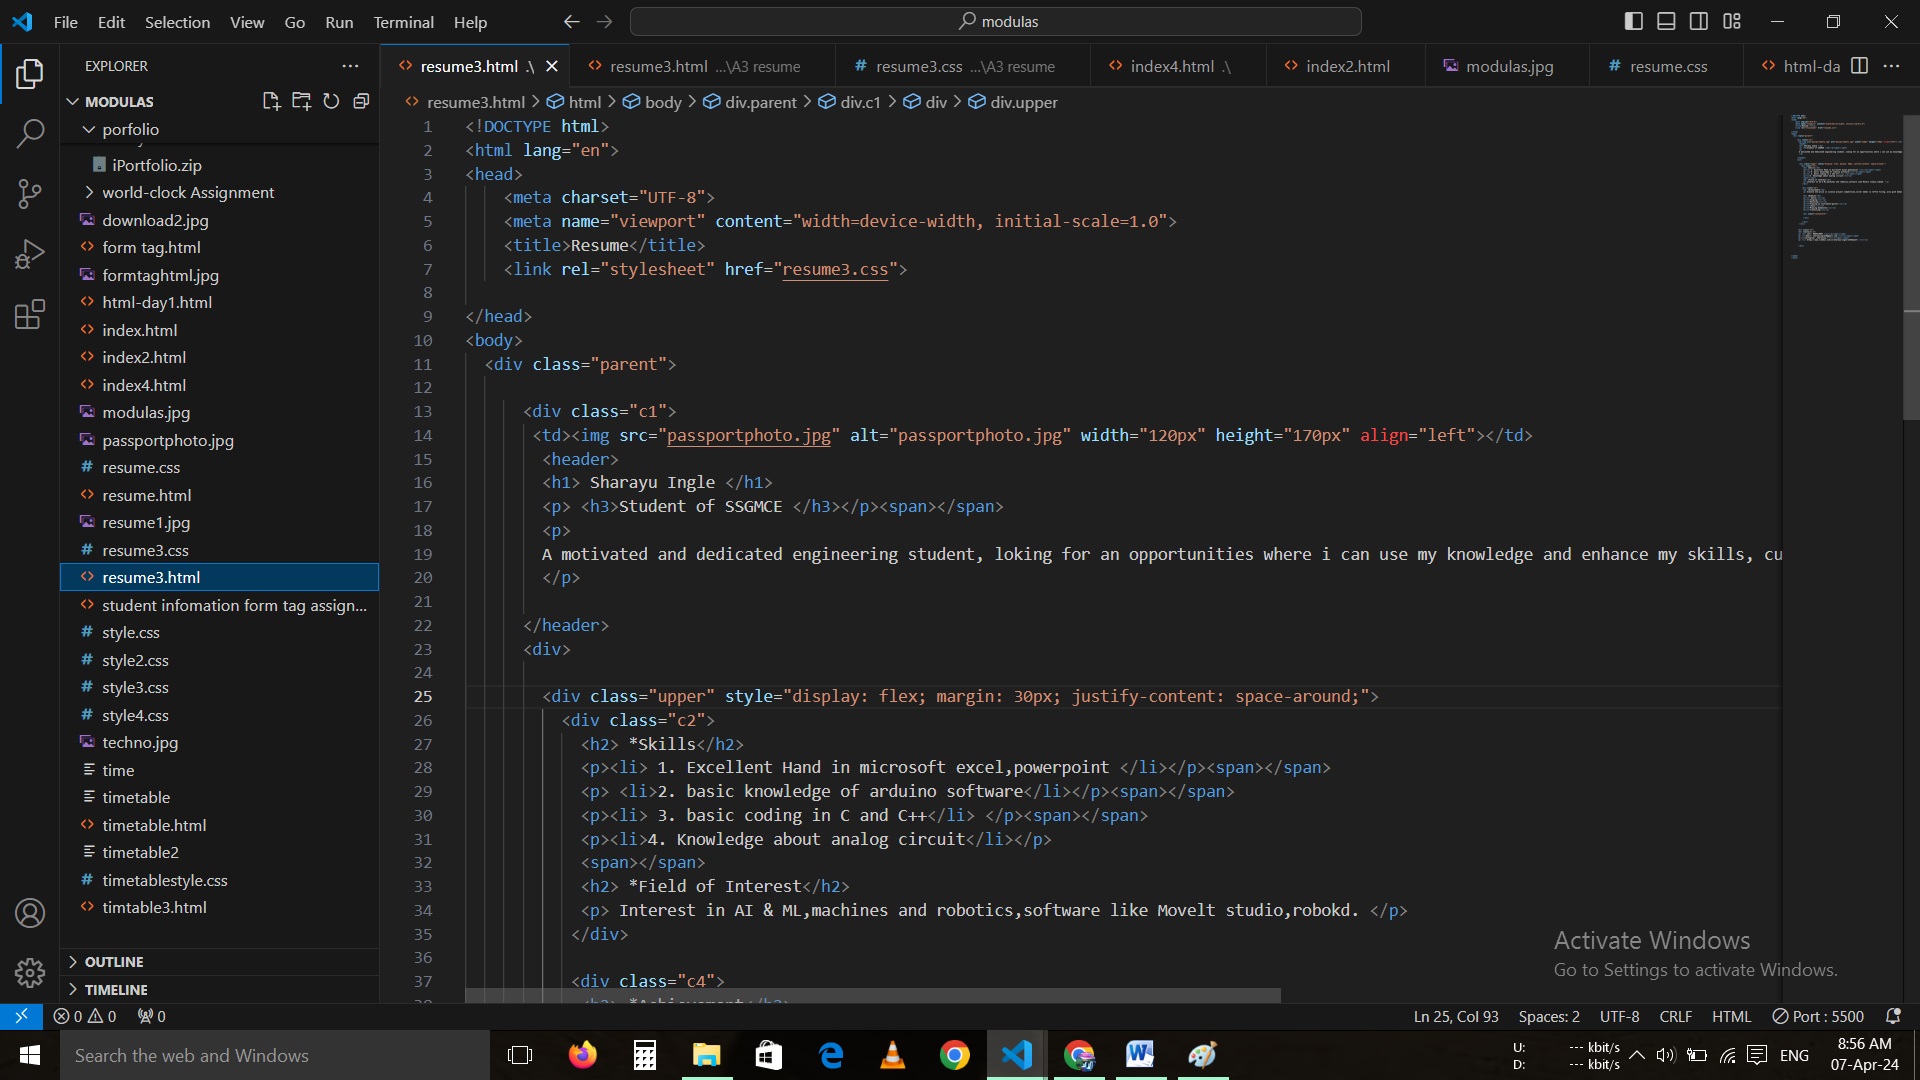 File Edit Selection View Go Run Terminal Help
modulas
EXPLORER
MODULAS
porfolio
iPortfolio.zip
world-clock Assignment
download2.jpg
form tag.html
formtaghtml.jpg
html-day1.html
index.html
index2.html
index4.html
modulas.jpg
passportphoto.jpg
resume.css
resume.html
resume1.jpg
resume3.css
resume3.html
student infomation form tag assign...
style.css
style2.css
style3.css
style4.css
techno.jpg
time
timetable
timetable.html
timetable2
timetablestyle.css
timtable3.html
OUTLINE
TIMELINE
resume3.html .\ resume3.html ...\A3 resume resume3.css ...\A3 resume index4.html .\ index2.html modulas.jpg resume.css html-da
resume3.html > html > body > div.parent > div.c1 > div > div.upper
1 <!DOCTYPE html>
2 <html lang="en">
3 <head>
4 <meta charset="UTF-8">
5 <meta name="viewport" content="width=device-width, initial-scale=1.0">
6 <title>Resume</title>
7 <link rel="stylesheet" href="resume3.css">
8
9 </head>
10 <body>
11 <div class="parent">
12
13 <div class="c1">
14 <td><img src="passportphoto.jpg" alt="passportphoto.jpg" width="120px" height="170px" align="left"></td>
15 <header>
16 <h1> Sharayu Ingle </h1>
17 <p> <h3>Student of SSGMCE </h3></p><span></span>
18 <p>
19 A motivated and dedicated engineering student, loking for an opportunities where i can use my knowledge and enhance my skills, cu
20 </p>
21
22 </header>
23 <div>
24
25 <div class="upper" style="display: flex; margin: 30px; justify-content: space-around;">
26 <div class="c2">
27 <h2> *Skills</h2>
28 <p><li> 1. Excellent Hand in microsoft excel,powerpoint </li></p><span></span>
29 <p> <li>2. basic knowledge of arduino software</li></p><span></span>
30 <p><li> 3. basic coding in C and C++</li> </p><span></span>
31 <p><li>4. Knowledge about analog circuit</li></p>
32 <span></span>
33 <h2> *Field of Interest</h2>
34 <p> Interest in AI & ML,machines and robotics,software like Movelt studio,robokd. </p>
35 </div>
36
37 <div class="c4">
38 <h2> *Achievement</h2>
Activate Windows
Go to Settings to activate Windows.
0 0 0
Ln 25, Col 93 Spaces: 2 UTF-8 CRLF HTML Port : 5500
Search the web and Windows
U: --- kbit/s
D: --- kbit/s
ENG
8:56 AM
07-Apr-24